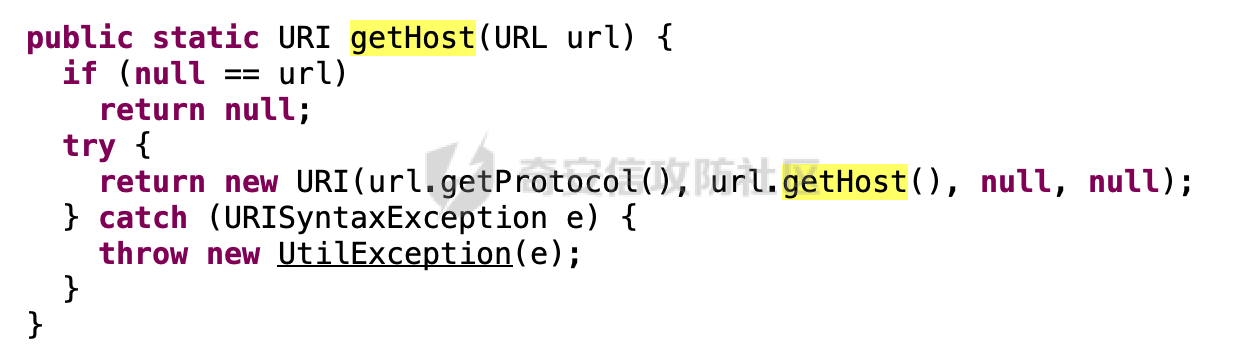 public static URI getHost(URL url) {
  if (null == url)
    return null;
  try {
    return new URI(url.getProtocol(), url.getHost(), null, null);
  } catch (URISyntaxException e) {
    throw new UtilException(e);
  }
}
奇安信攻防社区